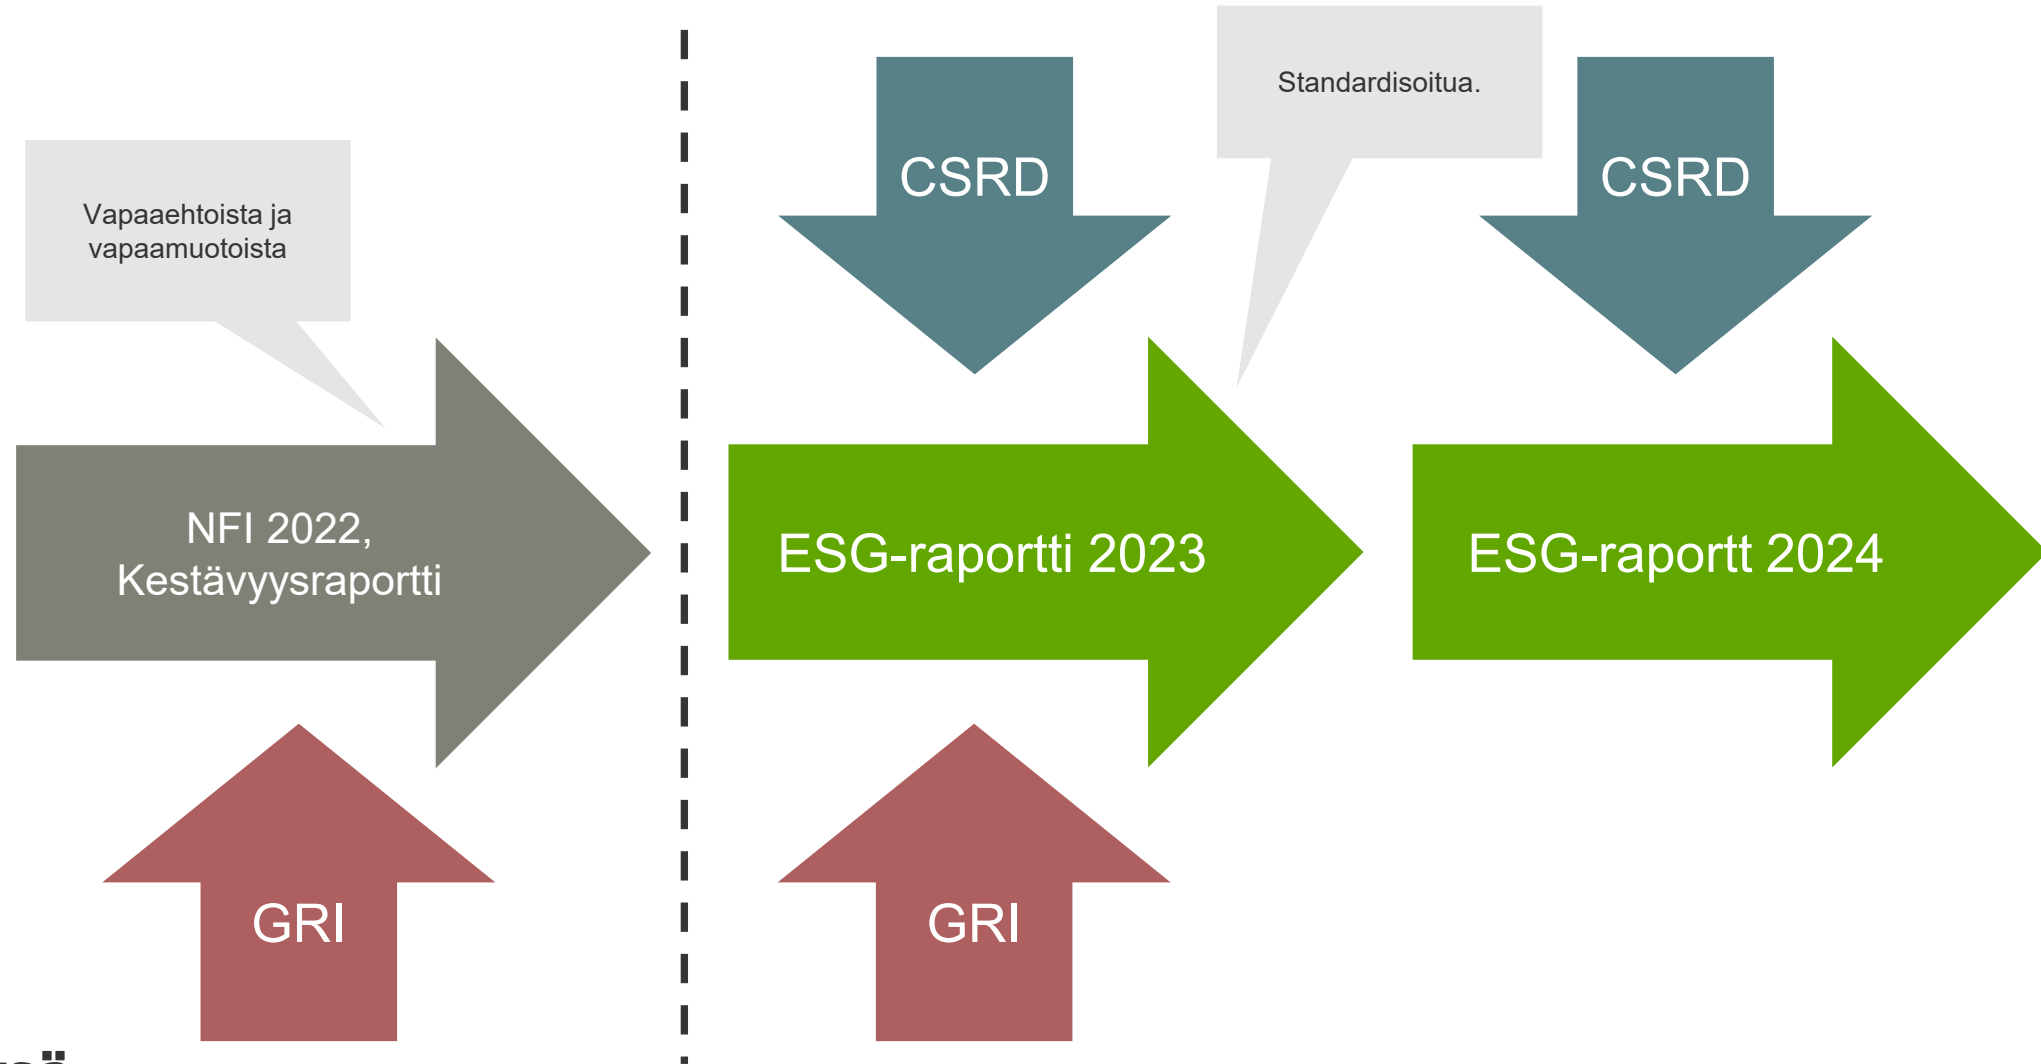 Standardisoitua.
CSRD
CSRD
Vapaaehtoista ja
vapaamuotoista
NFI 2022,
Kestävyysraportti
ESG-raportti 2023
ESG-raportt 2024
GRI
GRI